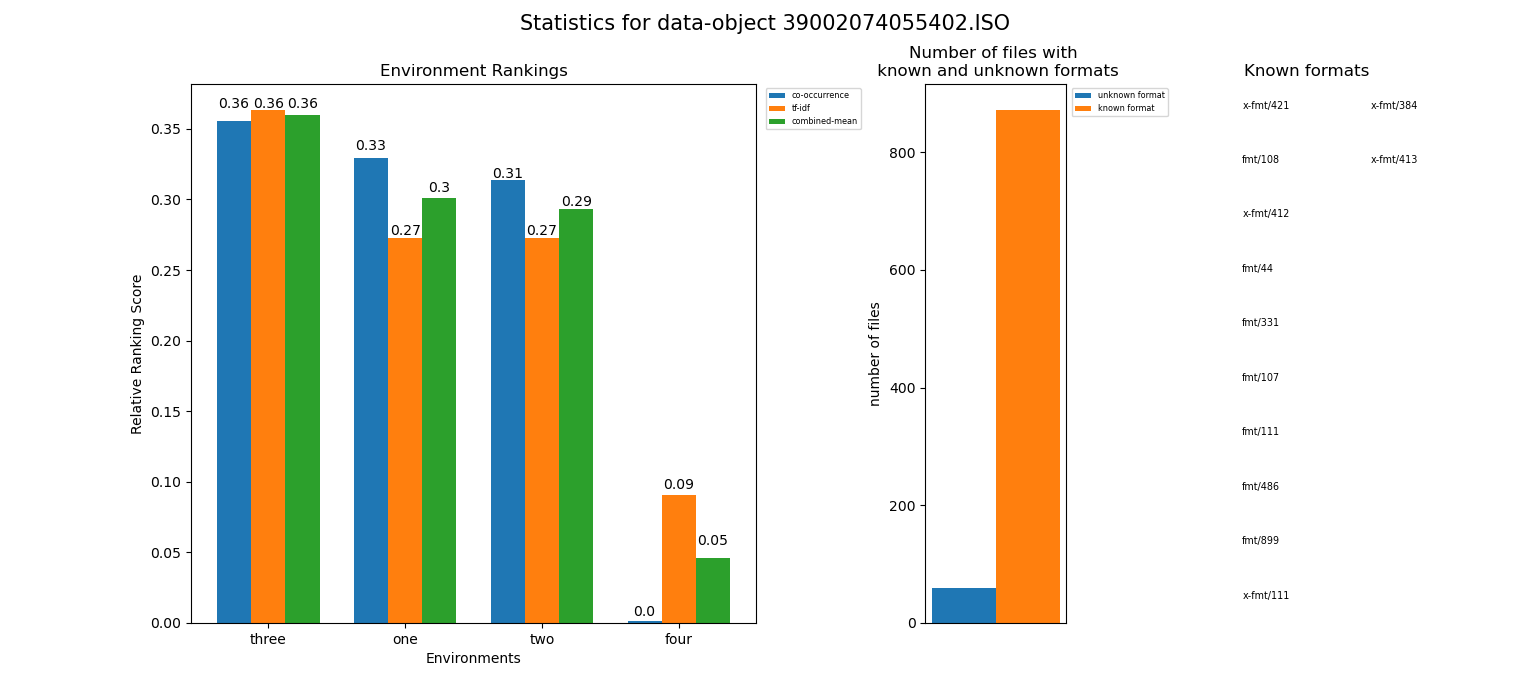 Statistics for data-object 39002074055402.ISO
Environment Rankings
0.36 0.36 0.36
0.33
0.27
0.3
0.31
0.27
0.29
0.0
0.09
0.05
0.35
0.30
0.25
0.20
0.15
0.10
0.05
0.00
Relative Ranking Score
three
one
two
four
Environments
co-occurrence
tf-idf
combined-mean
Number of files with
known and unknown formats
800
600
400
200
0
number of files
unknown format
known format
Known formats
x-fmt/421
x-fmt/384
fmt/108
x-fmt/413
x-fmt/412
fmt/44
fmt/331
fmt/107
fmt/111
fmt/486
fmt/899
x-fmt/111